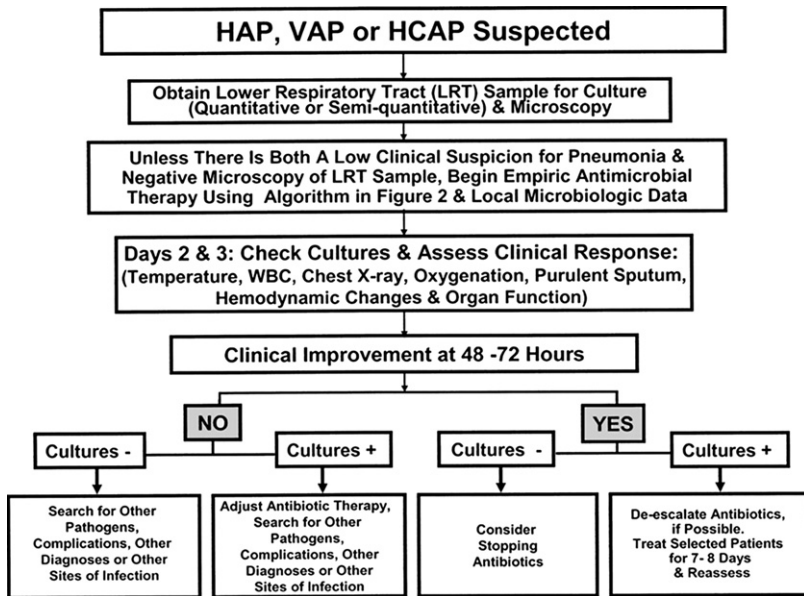 HAP, VAP or HCAP Suspected
Obtain Lower Respiratory Tract (LRT) Sample for Culture
(Quantitative or Semi-quantitative) & Microscopy
Unless There Is Both A Low Clinical Suspicion for Pneumonia &
Negative Microscopy of LRT Sample, Begin Empiric Antimicrobial
Therapy Using Algorithm in Figure 2 & Local Microbiologic Data
Days 2 & 3: Check Cultures & Assess Clinical Response:
(Temperature, WBC, Chest X-ray, Oxygenation, Purulent Sputum,
Hemodynamic Changes & Organ Function)
Clinical Improvement at 48 -72 Hours
NO
YES
Cultures -
Cultures +
Cultures -
Cultures +
Search for Other
Pathogens,
Complications, Other
Diagnoses or Other
Sites of Infection
Adjust Antibiotic Therapy,
Search for Other
Pathogens,
Complications, Other
Diagnoses or Other
Sites of Infection
Consider
Stopping
Antibiotics
De-escalate Antibiotics,
if Possible.
Treat Selected Patients
for 7- 8 Days
& Reassess